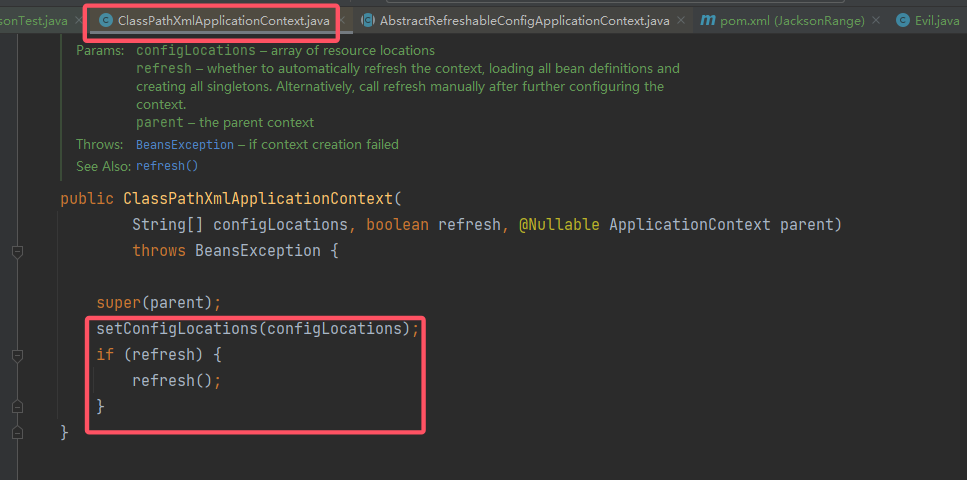 sonTest.java
ClassPathXmlApplicationContext.java
AbstractRefreshableConfigApplicationContext.java
pom.xml (JacksonRange)
Evil.java
Params: configLocations – array of resource locations
refresh – whether to automatically refresh the context, loading all bean definitions and
creating all singletons. Alternatively, call refresh manually after further configuring the
context.
parent – the parent context
Throws: BeansException – if context creation failed
See Also: refresh()
public ClassPathXmlApplicationContext(
String[] configLocations, boolean refresh, @Nullable ApplicationContext parent)
throws BeansException {
super(parent);
setConfigLocations(configLocations);
if (refresh) {
refresh();
}
}